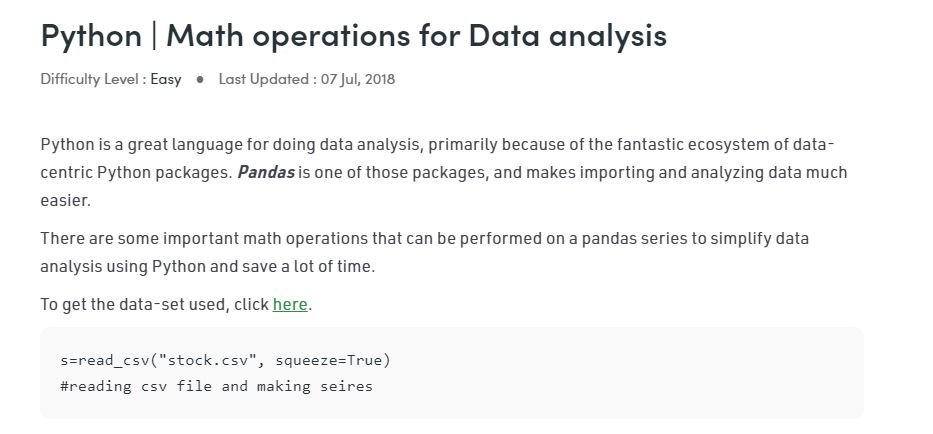 Python | Math operations for Data analysis
Difficulty Level : Easy ● Last Updated : 07 Jul, 2018
Python is a great language for doing data analysis, primarily because of the fantastic ecosystem of data-
centric Python packages. Pandas is one of those packages, and makes importing and analyzing data much
easier.
There are some important math operations that can be performed on a pandas series to simplify data
analysis using Python and save a lot of time.
To get the data-set used, click here.
s=read_csv("stock.csv", squeeze=True)
#reading csv file and making seires